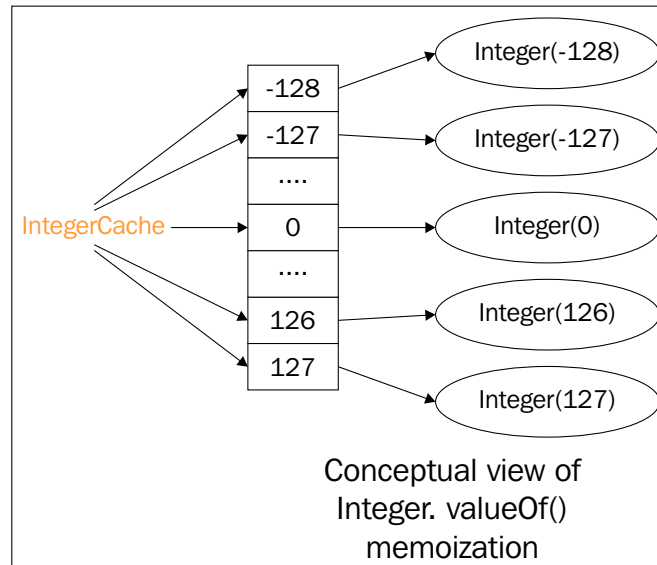 Integer(-128)
-128
-127
Integer(-127)
....
IntegerCache
0
Integer(0)
....
126
Integer(126)
127
Integer(127)
Conceptual view of
Integer. valueOf()
memoization